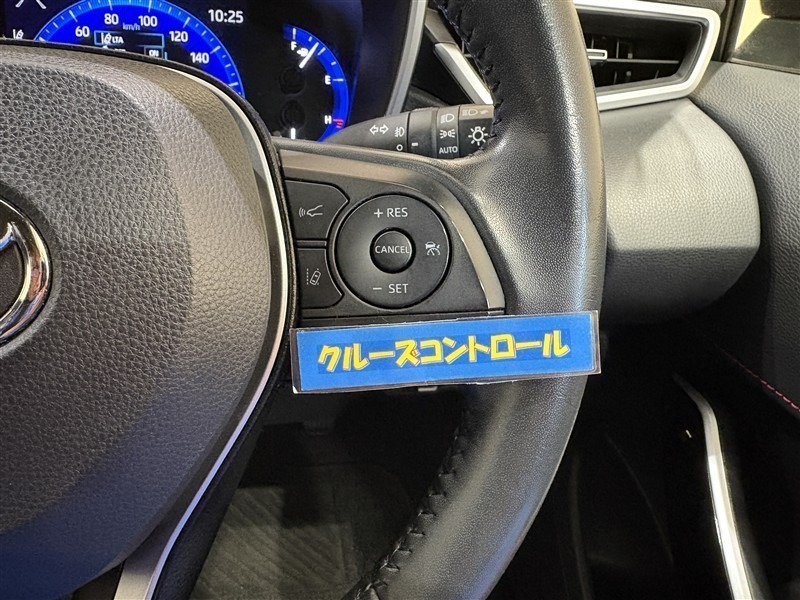 80 100 10:25
km/h
60 LTA 120
ON
140
F
E
H
AUTO
O
+ RES
CANCEL
− SET
クルーズコントロール